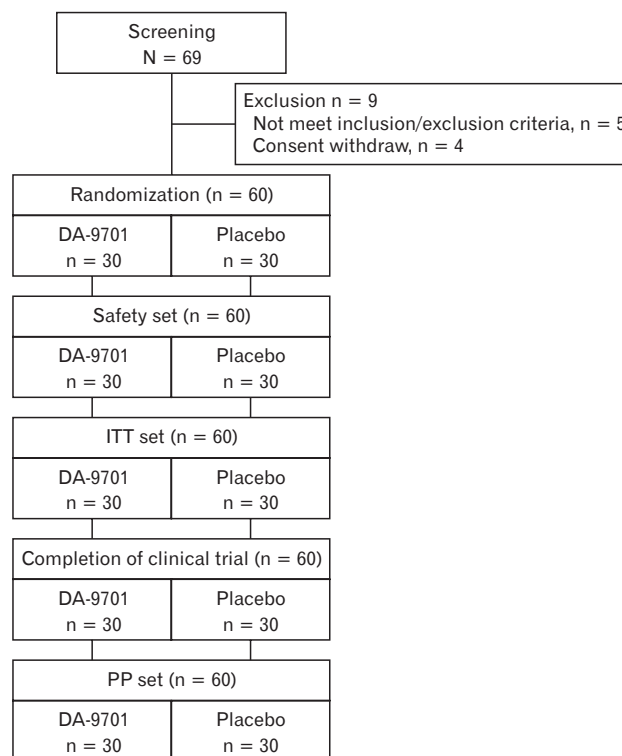 Screening
N = 69
Exclusion n = 9
Not meet inclusion/exclusion criteria, n = 5
Consent withdraw, n = 4
Randomization (n = 60)
DA-9701 Placebo
n = 30 n = 30
Safety set (n = 60)
DA-9701 Placebo
n = 30 n = 30
ITT set (n = 60)
DA-9701 Placebo
n = 30 n = 30
Completion of clinical trial (n = 60)
DA-9701 Placebo
n = 30 n = 30
PP set (n = 60)
DA-9701 Placebo
n = 30 n = 30